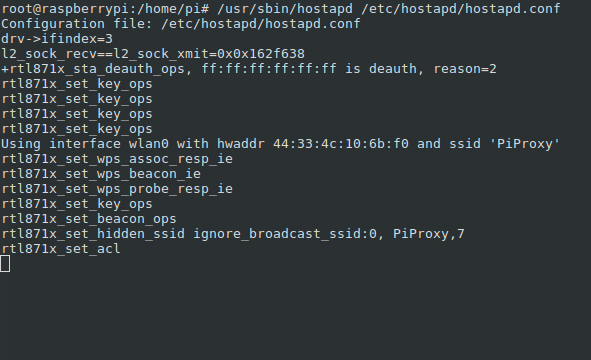 root@raspberrypi:/home/pi# /usr/sbin/hostapd /etc/hostapd/hostapd.conf
Configuration file: /etc/hostapd/hostapd.conf
drv->ifindex=3
l2_sock_recv==l2_sock_xmit=0x0x162f638
+rtl871x_sta_deauth_ops, ff:ff:ff:ff:ff:ff is deauth, reason=2
rtl871x_set_key_ops
rtl871x_set_key_ops
rtl871x_set_key_ops
rtl871x_set_key_ops
Using interface wlan0 with hwaddr 44:33:4c:10:6b:f0 and ssid 'PiProxy'
rtl871x_set_wps_assoc_resp_ie
rtl871x_set_wps_beacon_ie
rtl871x_set_wps_probe_resp_ie
rtl871x_set_key_ops
rtl871x_set_beacon_ops
rtl871x_set_hidden_ssid ignore_broadcast_ssid:0, PiProxy,7
rtl871x_set_acl